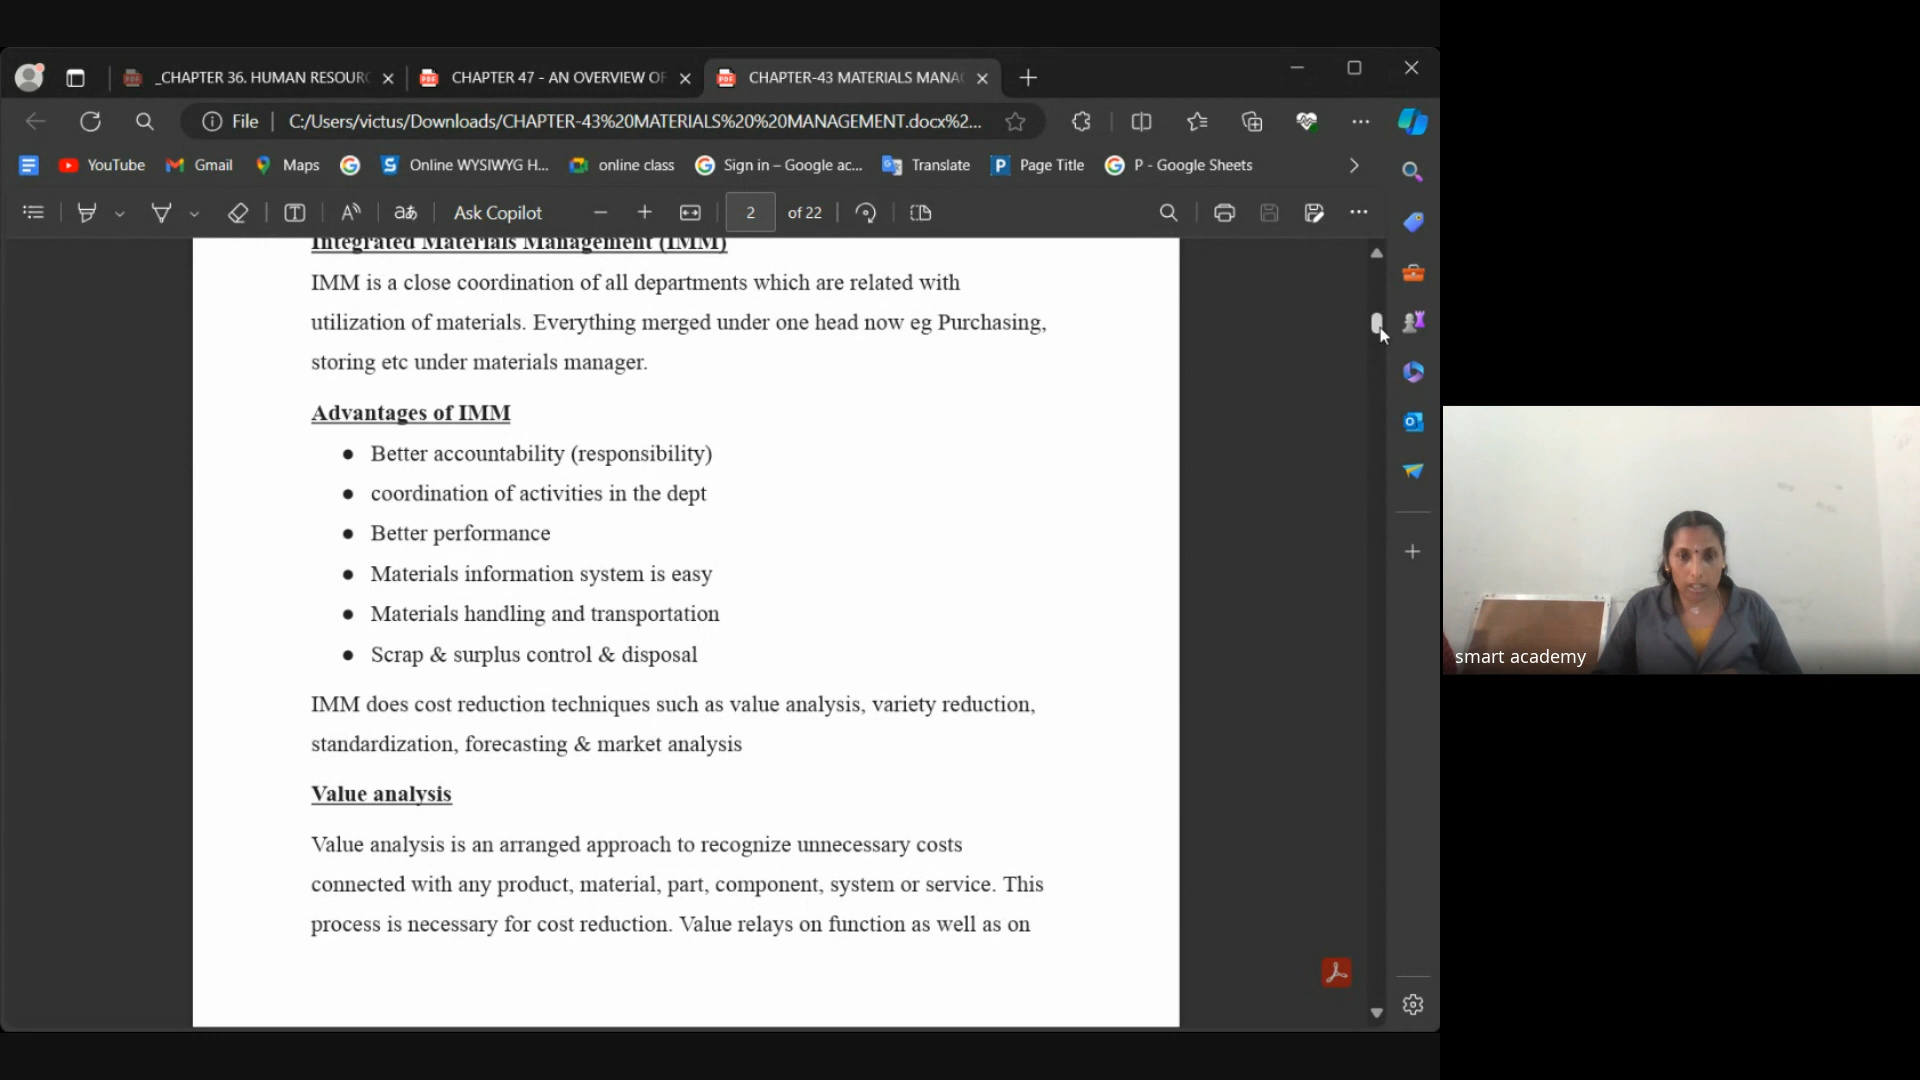 _CHAPTER 36. HUMAN RESOUR
CHAPTER 47 - AN OVERVIEW OF
CHAPTER-43 MATERIALS MANA
File
C:/Users/victus/Downloads/CHAPTER-43%20MATERIALS%20%20MANAGEMENT.docx%2...
YouTube
Gmail
Maps
Online WYSIWYG H...
online class
Sign in – Google ac...
Translate
Page Title
P - Google Sheets
Ask Copilot
2
of 22
Integrated Materials Management (IMM)
IMM is a close coordination of all departments which are related with
utilization of materials. Everything merged under one head now eg Purchasing,
storing etc under materials manager.
Advantages of IMM
● Better accountability (responsibility)
● coordination of activities in the dept
● Better performance
● Materials information system is easy
● Materials handling and transportation
● Scrap & surplus control & disposal
IMM does cost reduction techniques such as value analysis, variety reduction,
standardization, forecasting & market analysis
Value analysis
Value analysis is an arranged approach to recognize unnecessary costs
connected with any product, material, part, component, system or service. This
process is necessary for cost reduction. Value relays on function as well as on
smart academy